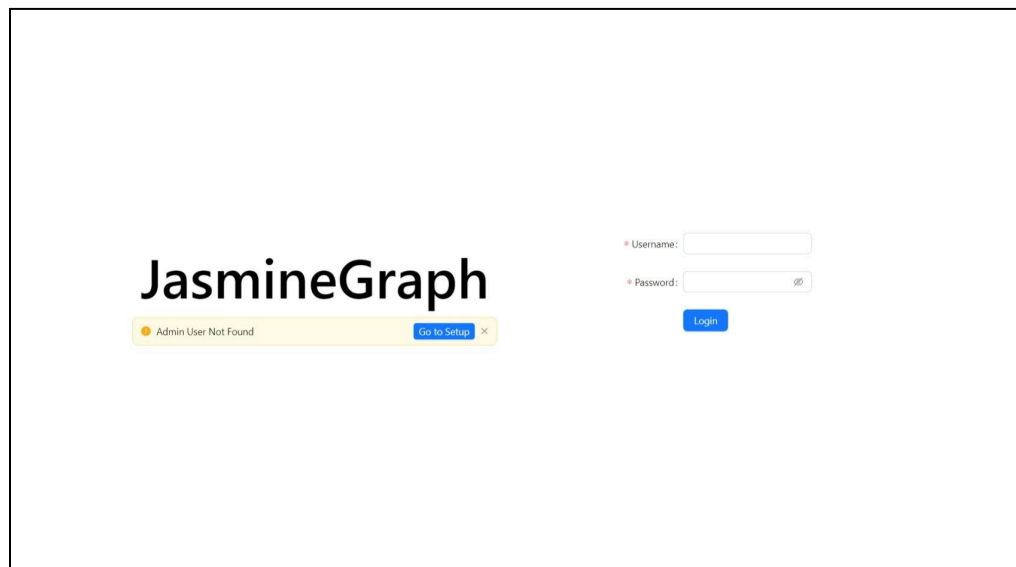 JasmineGraph
Admin User Not Found Go to Setup
* Username:
* Password:
Login